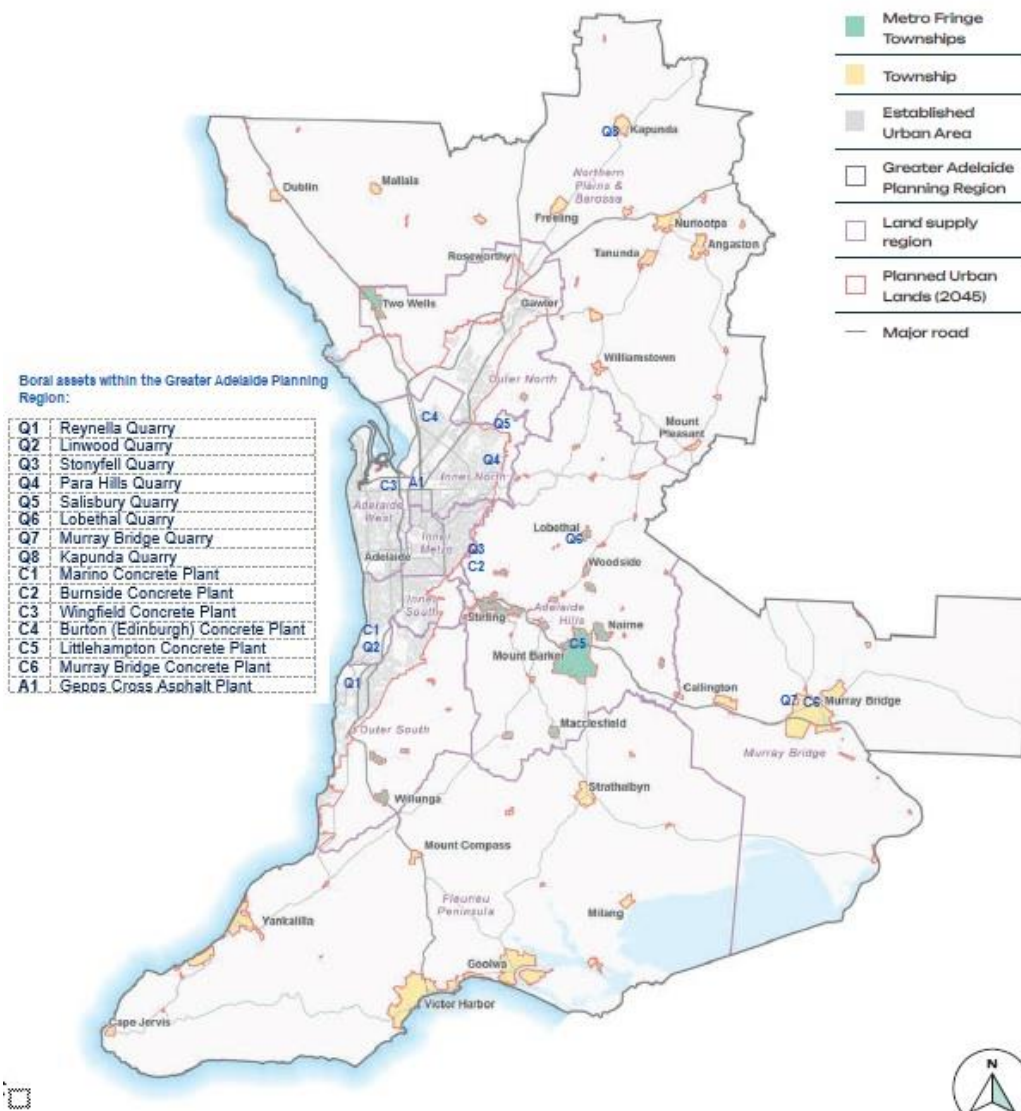 Metro Fringe
Townships
Township
Established
Urban Area
Greater Adelaide
Planning Region
Land supply
region
Planned Urban
Lands (2045)
Major road
Q8 Kapunda
Northern
Plains &
Barossa
Dublin
Mallala
Freeling
Nuriootpa
Angaston
Tanunda
Roseworthy
Two Wells
Gawler
Williamstown
Outer North
Boral assets within the Greater Adelaide Planning
Region:
Q1 Reynella Quarry
Q2 Linwood Quarry
Q3 Stonyfell Quarry
Q4 Para Hills Quarry
Q5 Salisbury Quarry
Q6 Lobethal Quarry
Q7 Murray Bridge Quarry
Q8 Kapunda Quarry
C1 Marino Concrete Plant
C2 Burnside Concrete Plant
C3 Wingfield Concrete Plant
C4 Burton (Edinburgh) Concrete Plant
C5 Littlehampton Concrete Plant
C6 Murray Bridge Concrete Plant
A1 Gepps Cross Asphalt Plant
C4
Q5
Mount
Pleasant
Q4
C3
A1
Inner North
Adelaide
West
Inner
Metro
Adelaide
Q3
C2
Lobethal
Q6
Woodside
Inner
South
Stirling
Adelaide
Hills
Nairne
C1
Q2
Mount Barker
C5
Q1
Callington
Q7 C6 Murray Bridge
Outer South
Macclesfield
Murray Bridge
Willunga
Strathalbyn
Mount Compass
Fleurieu
Peninsula
Milang
Yankalilla
Goolwa
Victor Harbor
Cape Jervis
N